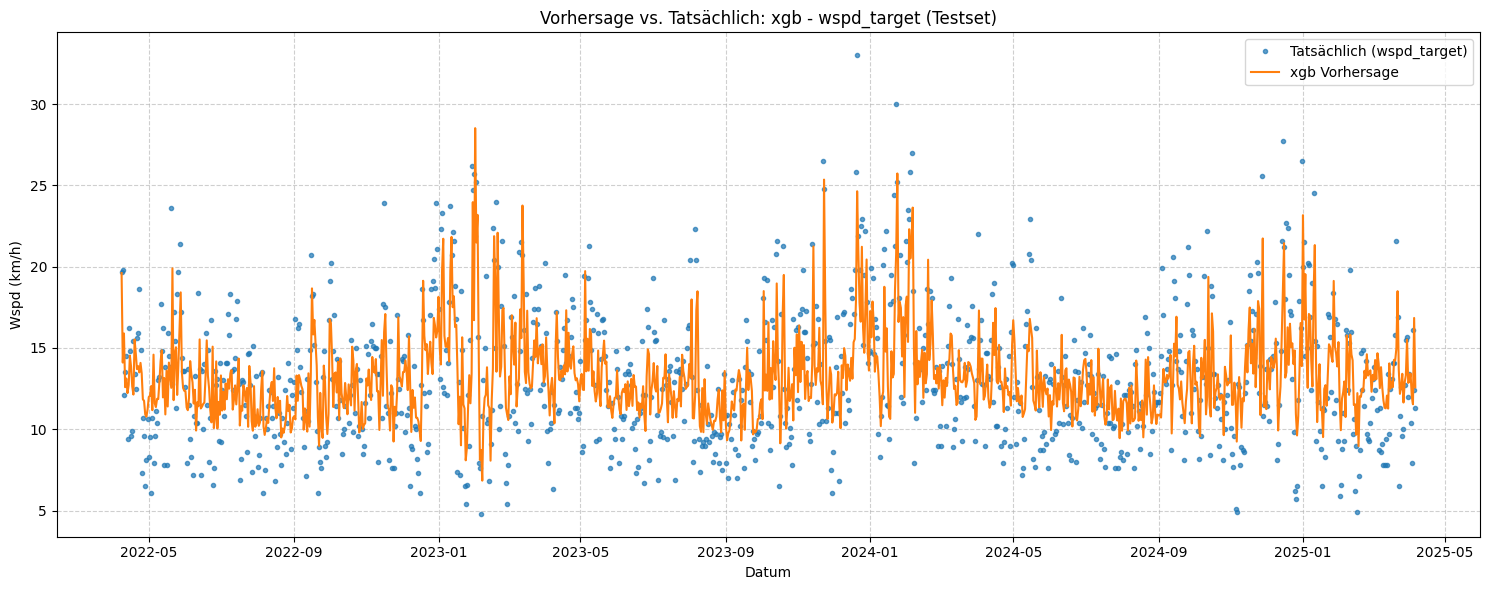 Vorhersage vs. Tatsächlich: xgb - wspd_target (Testset)
Tatsächlich (wspd_target)
xgb Vorhersage
Wspd (km/h)
30
25
20
15
10
5
2022-05 2022-09 2023-01 2023-05 2023-09 2024-01 2024-05 2024-09 2025-01 2025-05
Datum